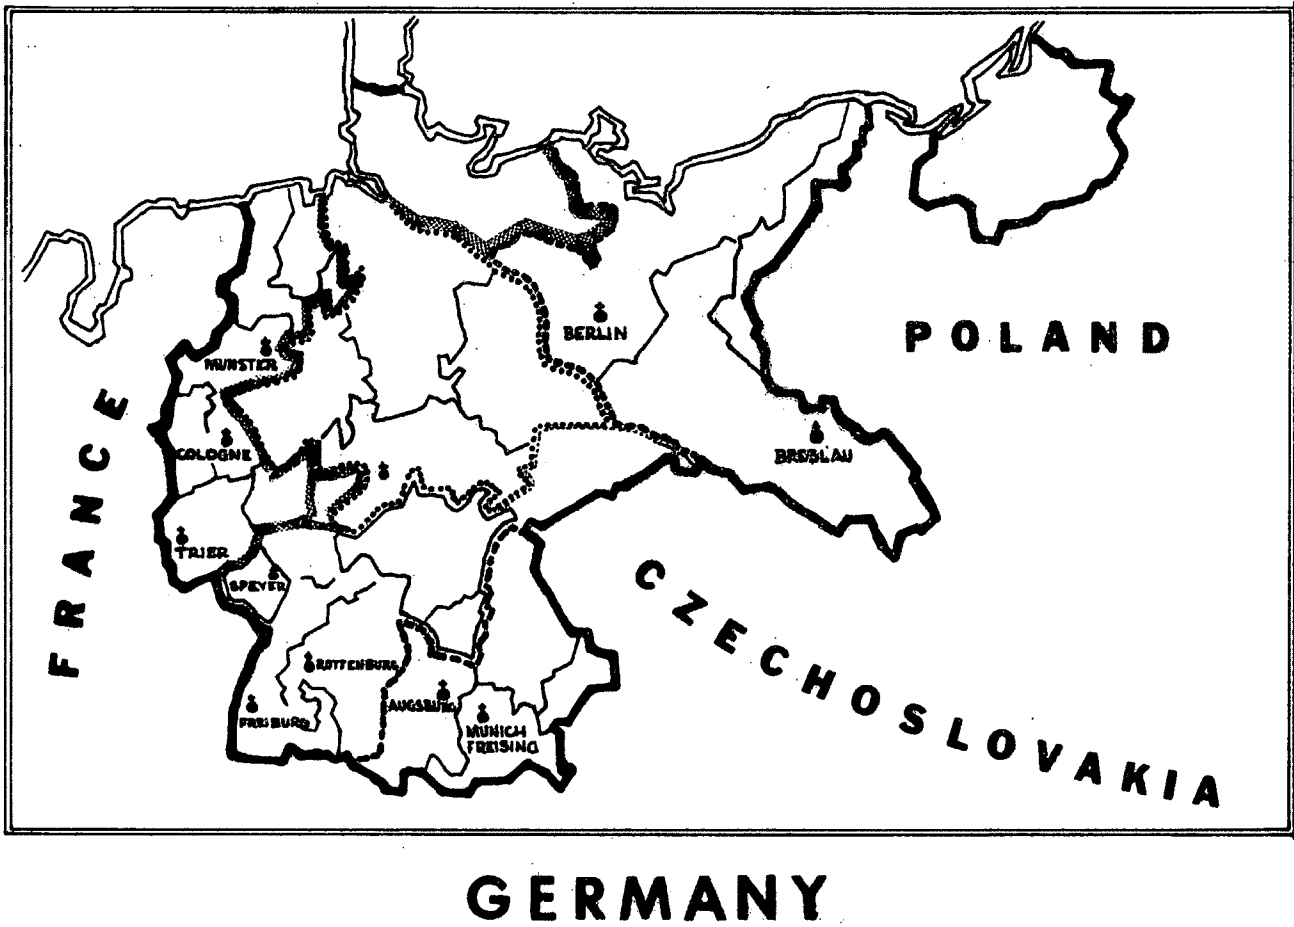 BERLIN
POLAND
MUNSTER
FRANCE
COLOGNE
BRESLAU
TRIER
SPEYER
CZECHOSLOVAKIA
ROTTENBURG
AUGSBURG
FREIBURG
MUNICH
FREISING
GERMANY